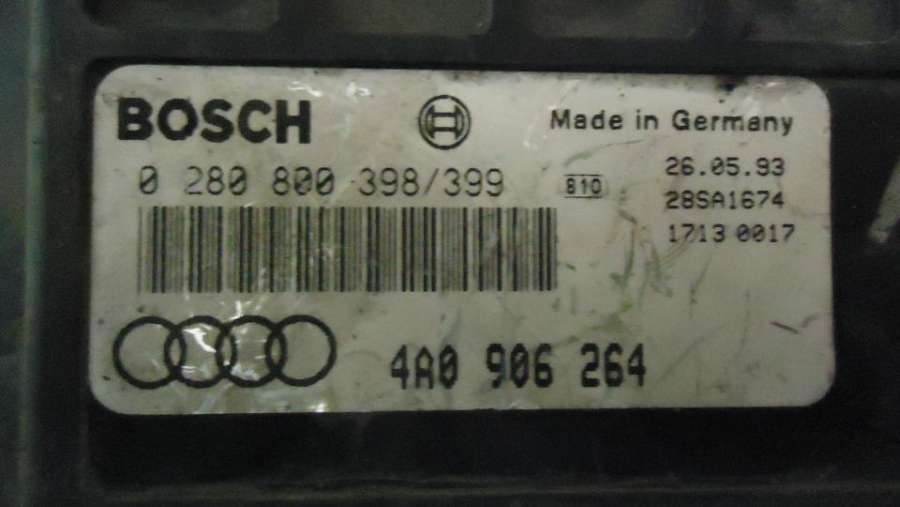 BOSCH
Made in Germany
0 280 800 398/399
810
26.05.93
28SA1674
1713 0017
4A0 906 264